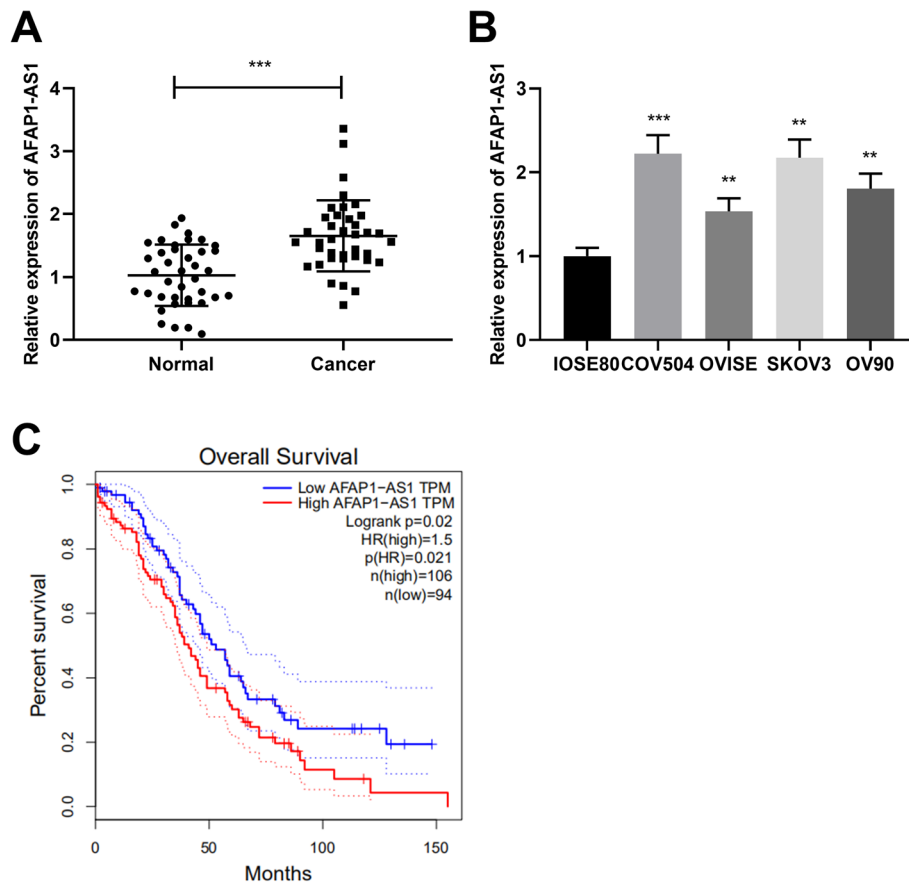 A
Relative expression of AFAP1-AS1
4
3
2
1
0
***
Normal
Cancer
B
Relative expression of AFAP1-AS1
3
2
1
0
***
**
**
**
IOSE80
COV504
OVISE
SKOV3
OV90
C
Overall Survival
Percent survival
1.0
0.8
0.6
0.4
0.2
0.0
Low AFAP1−AS1 TPM
High AFAP1−AS1 TPM
Logrank p=0.02
HR(high)=1.5
p(HR)=0.021
n(high)=106
n(low)=94
0
50
100
150
Months